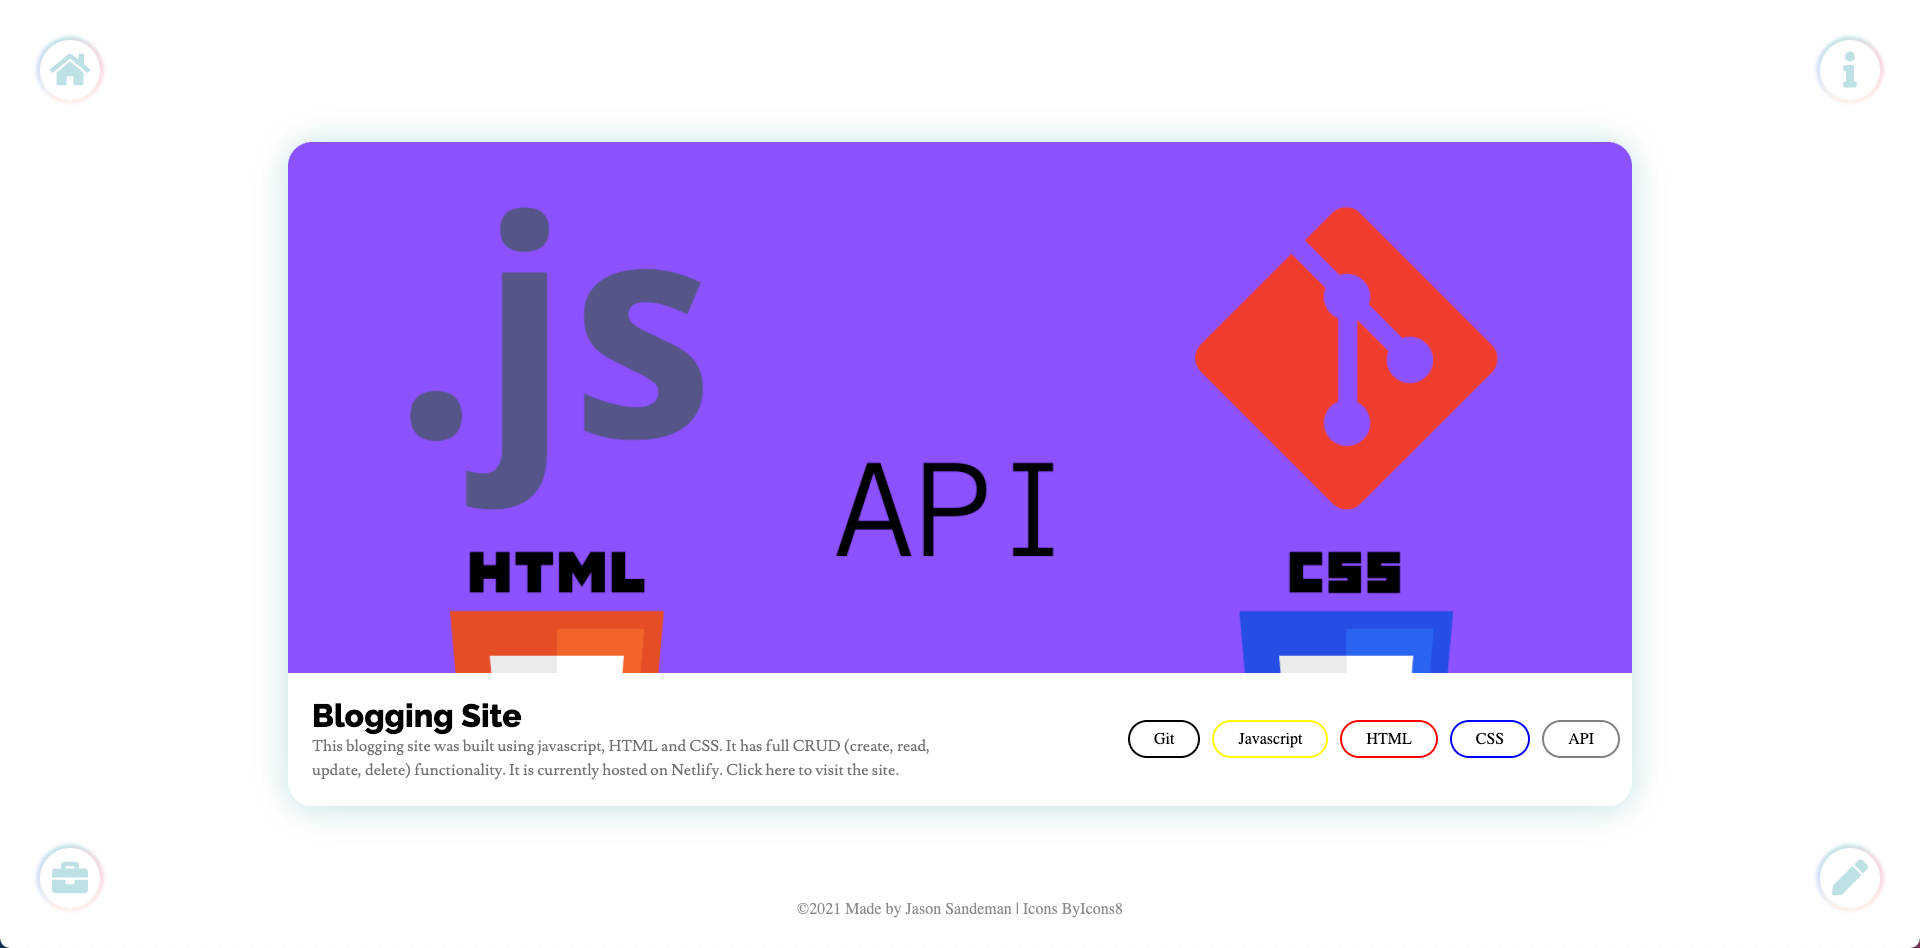 .js
API
HTML
CSS
Blogging Site
This blogging site was built using javascript, HTML and CSS. It has full CRUD (create, read,
update, delete) functionality. It is currently hosted on Netlify. Click here to visit the site.
Git
Javascript
HTML
CSS
API
©2021 Made by Jason Sandeman | Icons ByIcons8